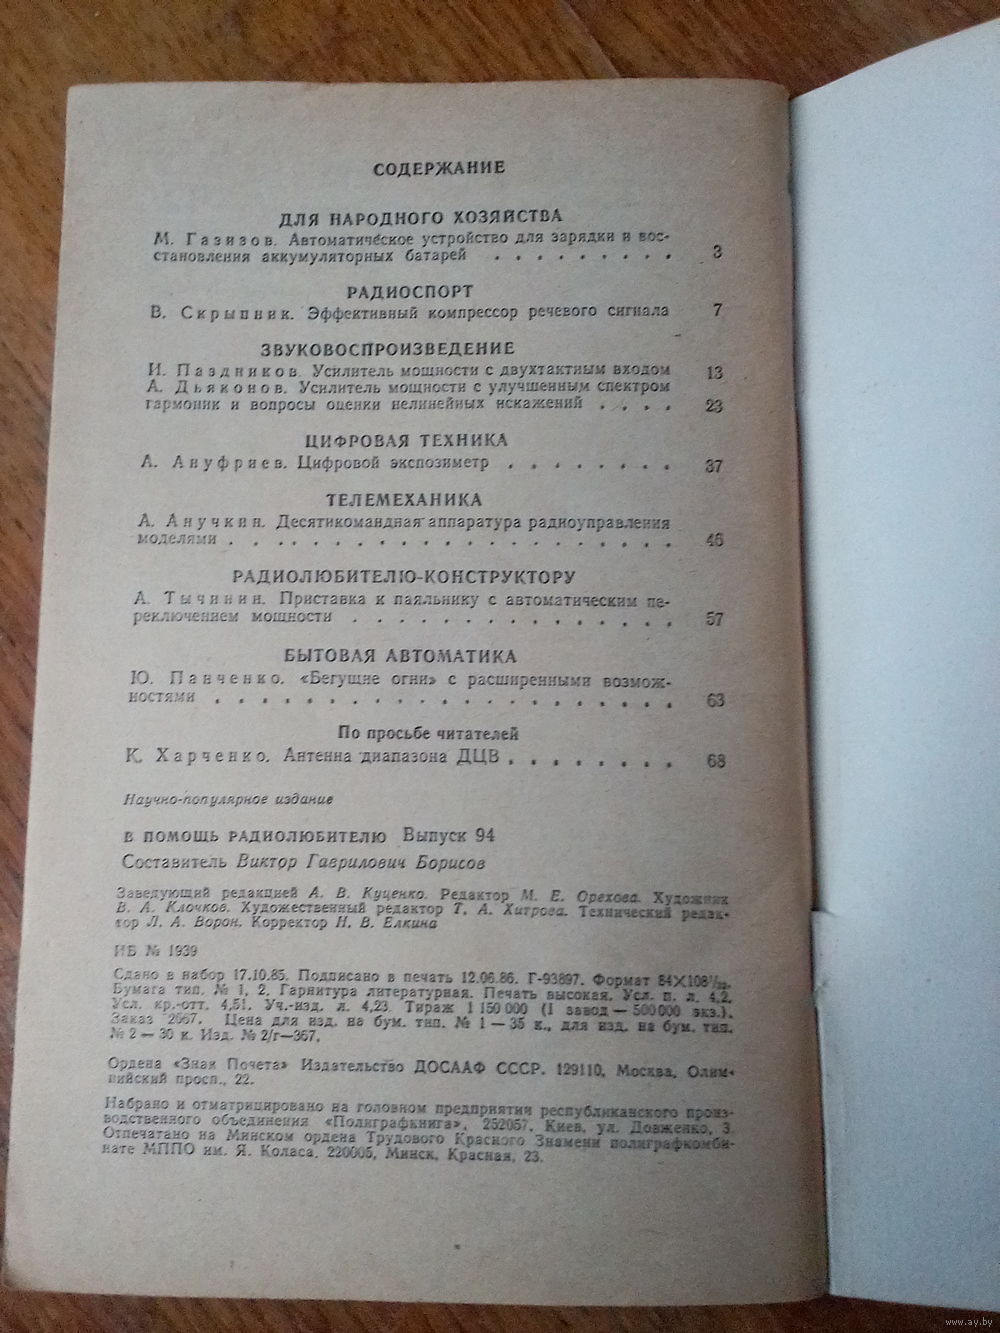 СОДЕРЖАНИЕ
ДЛЯ НАРОДНОГО ХОЗЯЙСТВА
М. Газизов. Автоматическое устройство для зарядки и вос-
становления аккумуляторных батарей . . . . . . . . . 3
РАДИОСПОРТ
В. Скрыпник. Эффективный компрессор речевого сигнала 7
ЗВУКОВОСПРОИЗВЕДЕНИЕ
И. Паздников. Усилитель мощности с двухтактным входом 13
А. Дьяконов. Усилитель мощности с улучшенным спектром
гармоник и вопросы оценки нелинейных искажений . . . . 23
ЦИФРОВАЯ ТЕХНИКА
А. Ануфриев. Цифровой экспозиметр . . . . . . . . 37
ТЕЛЕМЕХАНИКА
А. Анучкин. Десятикомандная аппаратура радиоуправления
моделями . . . . . . . . . . . . . . . . . . . . 46
РАДИОЛЮБИТЕЛЮ-КОНСТРУКТОРУ
А. Тычинин. Приставка к паяльнику с автоматическим пе-
реключением мощности . . . . . . . . . . . . . . . 57
БЫТОВАЯ АВТОМАТИКА
Ю. Панченко. «Бегущие огни» с расширенными возмож-
ностями . . . . . . . . . . . . . . . . . . . . . 63
По просьбе читателей
К. Харченко. Антенна диапазона ДЦВ . . . . . . . . 68
Научно-популярное издание
В ПОМОЩЬ РАДИОЛЮБИТЕЛЮ Выпуск 94
Составитель Виктор Гаврилович Борисов
Заведующий редакцией А. В. Куценко. Редактор М. Е. Орехова. Художник
В. А. Клочков. Художественный редактор Т. А. Хитрова. Технический редак-
тор Л. А. Ворон. Корректор Н. В. Елкина
ИБ № 1939
Сдано в набор 17.10.85. Подписано в печать 12.06.86. Г-93897. Формат 84×108¹/₃₂.
Бумага тип. № 1, 2. Гарнитура литературная. Печать высокая. Усл. п. л. 4,2.
Усл. кр.-отт. 4,51. Уч.-изд. л. 4,23. Тираж 1 150 000 (1 завод — 500 000 экз.).
Заказ 2667. Цена для изд. на бум. тип. № 1 — 35 к., для изд. на бум. тип.
№ 2 — 30 к. Изд. № 2/г—367.
Ордена «Знак Почета» Издательство ДОСААФ СССР. 129110, Москва, Олим-
пийский просп., 22.
Набрано и отматрицировано на головном предприятии республиканского произ-
водственного объединения «Полиграфкнига». 252057, Киев, ул. Довженко, 3.
Отпечатано на Минском ордена Трудового Красного Знамени полиграфкомби-
нате МППО им. Я. Коласа. 220005, Минск, Красная, 23.
www.ay.by